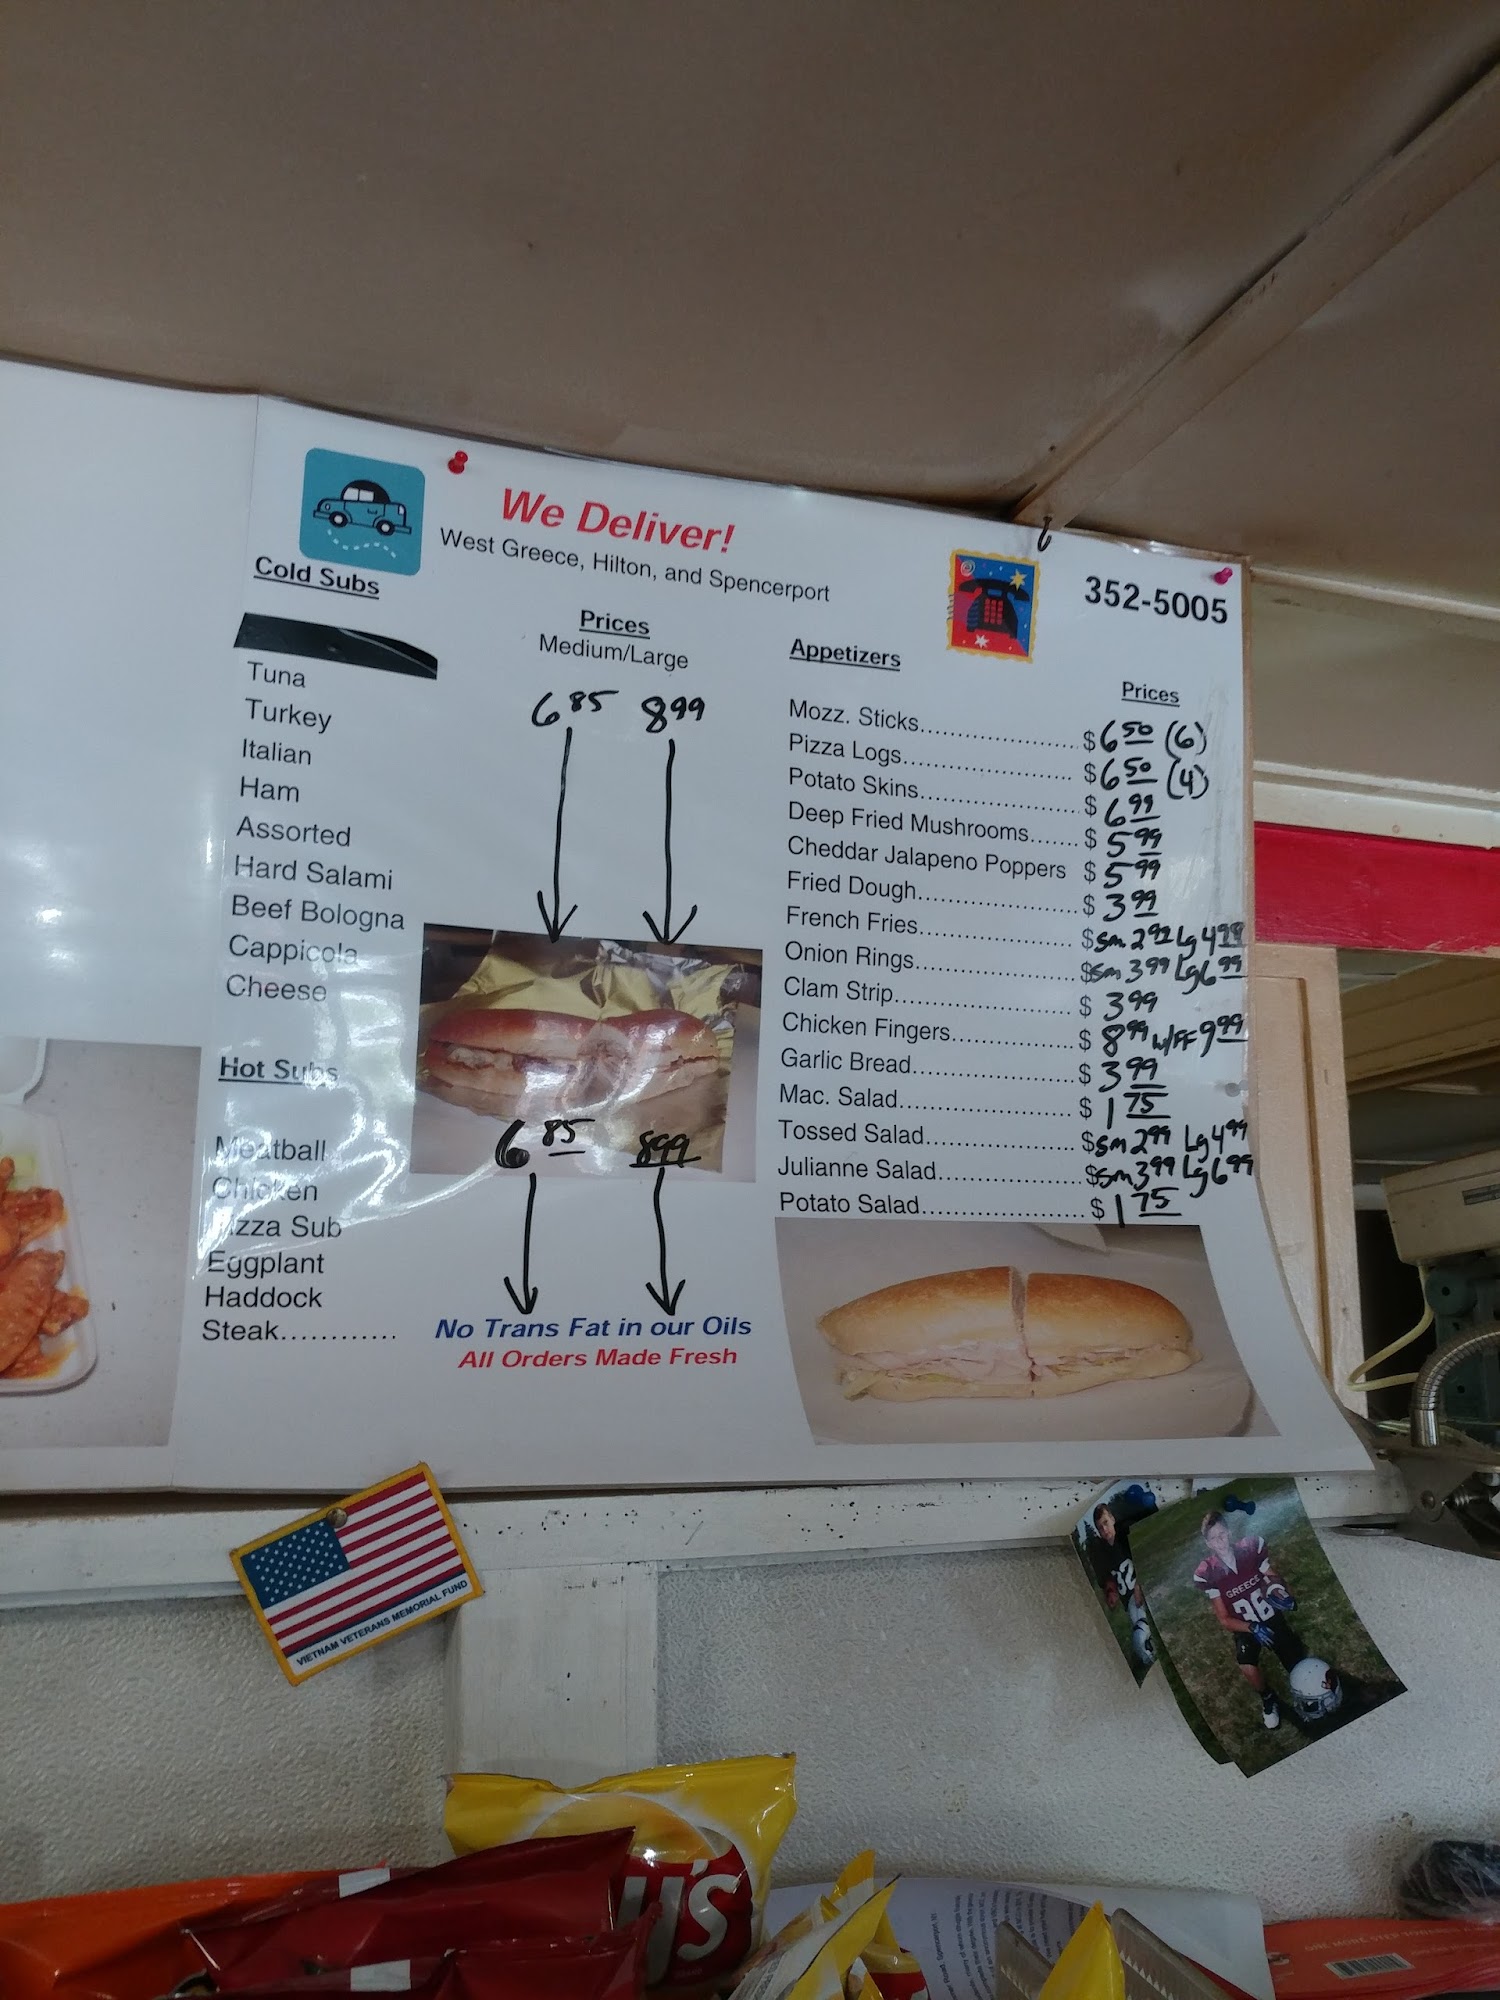 We Deliver!
West Greece, Hilton, and Spencerport
352-5005
Cold Subs
Prices
Medium/Large
6 85 8 99
Tuna
Turkey
Italian
Ham
Assorted
Hard Salami
Beef Bologna
Cappicola
Cheese
Hot Subs
6 85 8 99
Meatball
Chicken
Pizza Sub
Eggplant
Haddock
Steak............
No Trans Fat in our Oils
All Orders Made Fresh
Appetizers
Prices
Mozz. Sticks........................ $6 50 (6)
Pizza Logs......................... $6 50 (4)
Potato Skins........................ $ 6 99
Deep Fried Mushrooms....... $ 5 99
Cheddar Jalapeno Poppers $ 5 99
Fried Dough........................ $ 3 99
French Fries........................ $sm 2 99 Lg 4
Onion Rings........................ $sm 3 99 Lg 6 99
Clam Strip........................... $ 3 99
Chicken Fingers................... $ 8 99 w/FF 9 99
Garlic Bread........................ $ 3 99
Mac. Salad.......................... $ 1 75
Tossed Salad....................... $sm 2 99 Lg 4 99
Julianne Salad...................... $sm 3 99 Lg 6 99
Potato Salad........................ $ 1 75
VIETNAM VETERANS MEMORIAL FUND
32
GREECE
36
y's